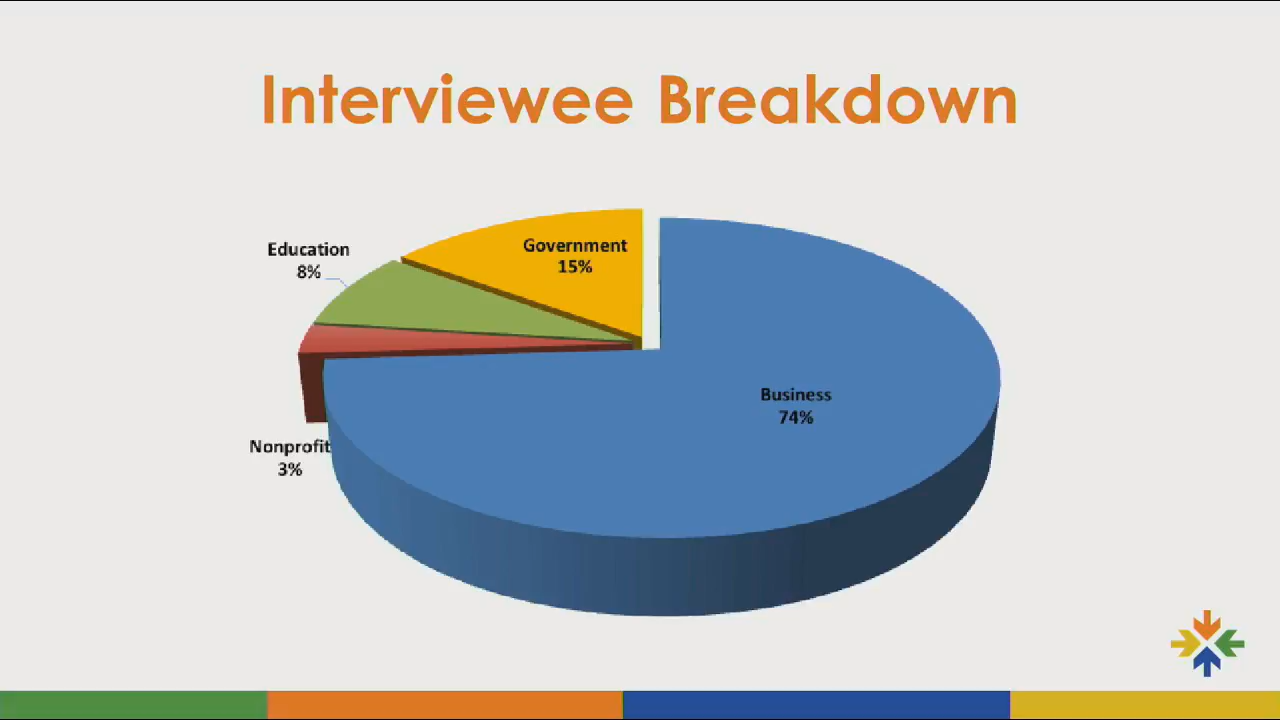 Interviewee Breakdown
Education
8%
Government
15%
Business
74%
Nonprofit
3%